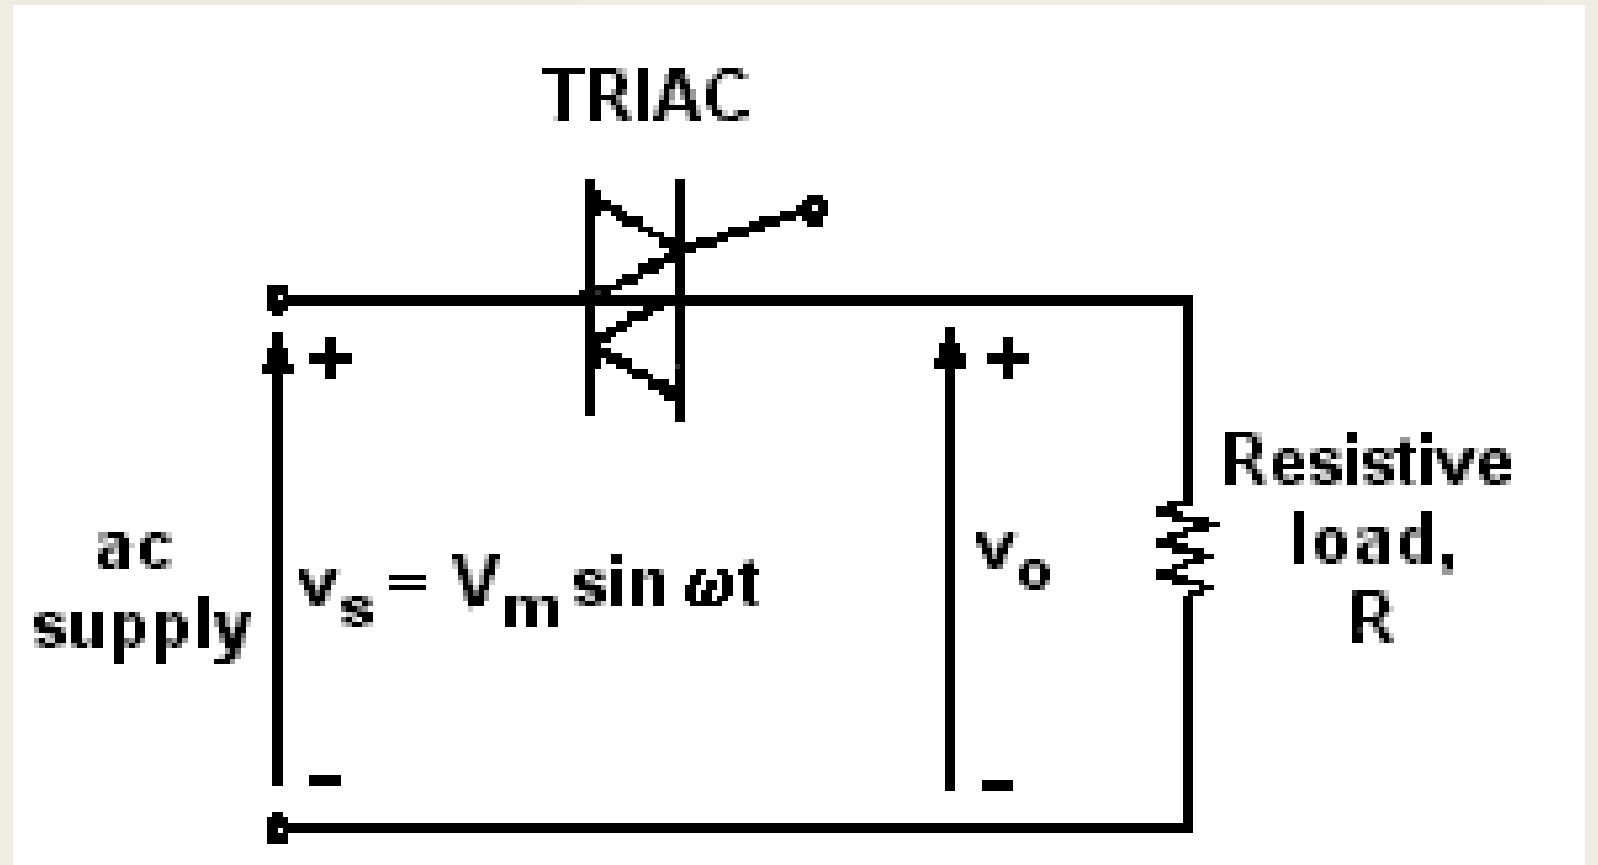 TRIAC
+
+
ac
supply
vs = Vm sin ωt
vo
Resistive
load,
R
-
-